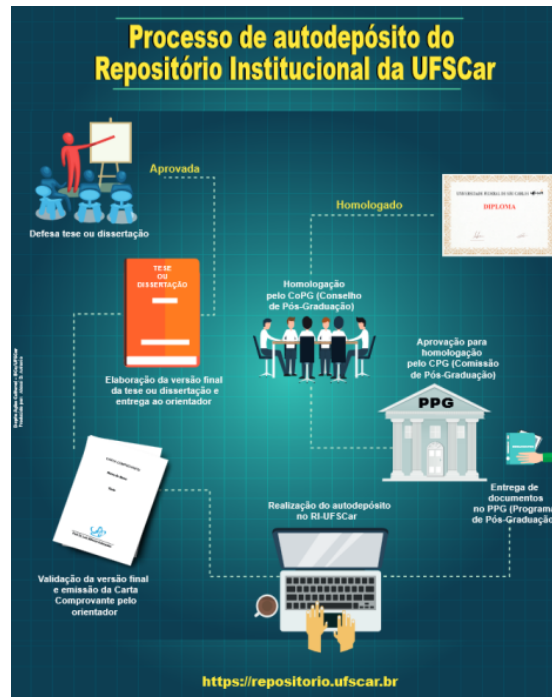 Processo de autodepósito do
Repositório Institucional da UFSCar
Aprovada
Defesa tese ou dissertação
Homologado
DIPLOMA
TESE
OU
DISSERTAÇÃO
Elaboração da versão final
da tese ou dissertação e
entrega ao orientador
Homologação
pelo CoPG (Conselho
de Pós-Graduação)
Aprovação para
homologação
pelo CPG (Comissão
de Pós-Graduação)
PPG
Entrega de
documentos
no PPG (Programa
de Pós-Graduação
CARTA COMPROVANTE
Validação da versão final
e emissão da Carta
Comprovante pelo
orientador
Realização do autodepósito
no RI-UFSCar
https://repositorio.ufscar.br